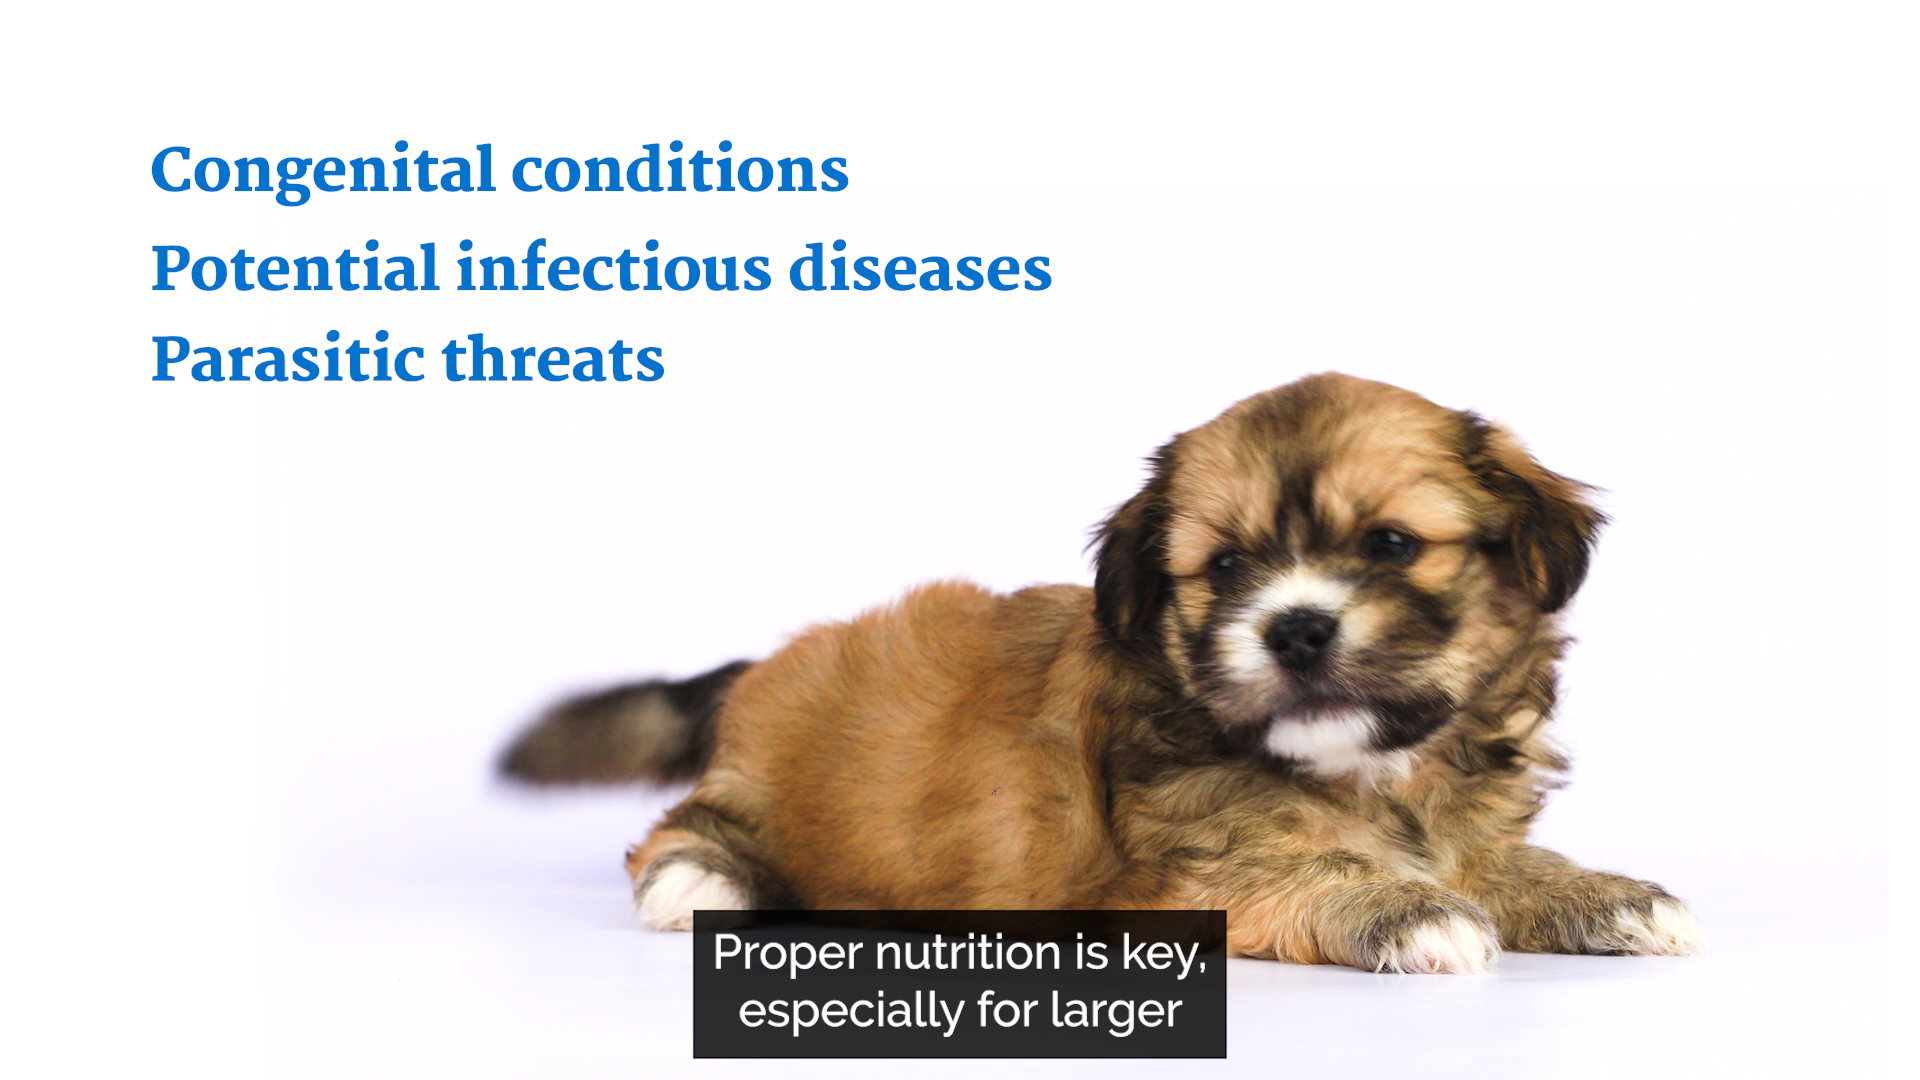 Congenital conditions
Potential infectious diseases
Parasitic threats
Proper nutrition is key,
especially for larger